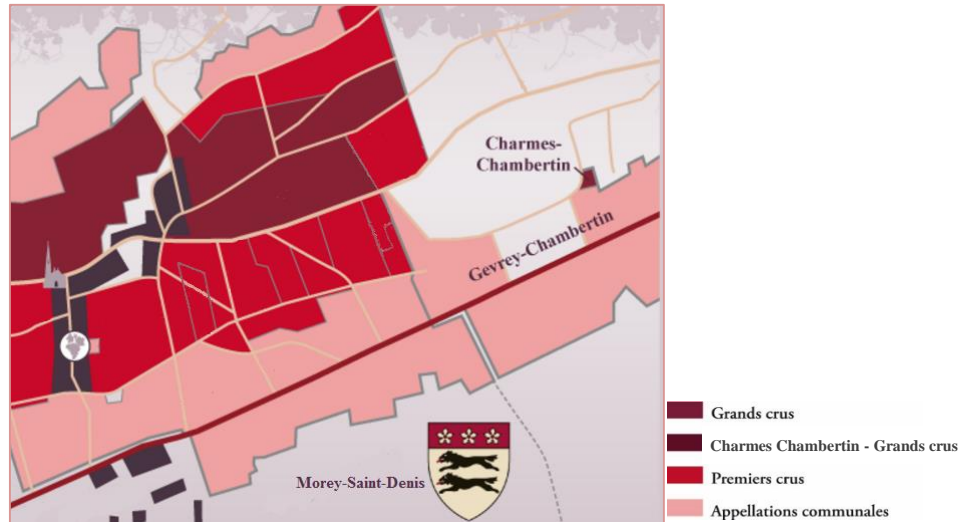 Charmes-
Chambertin
Gevrey-Chambertin
Morey-Saint-Denis
Grands crus
Charmes Chambertin - Grands crus
Premiers crus
Appellations communales